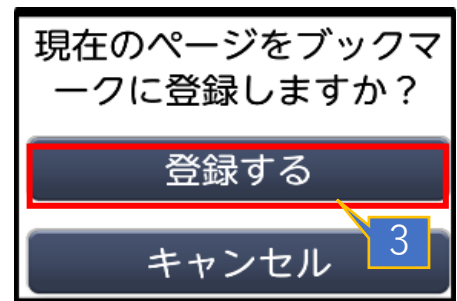 現在のページをブックマ
ークに登録しますか？
登録する
3
キャンセル